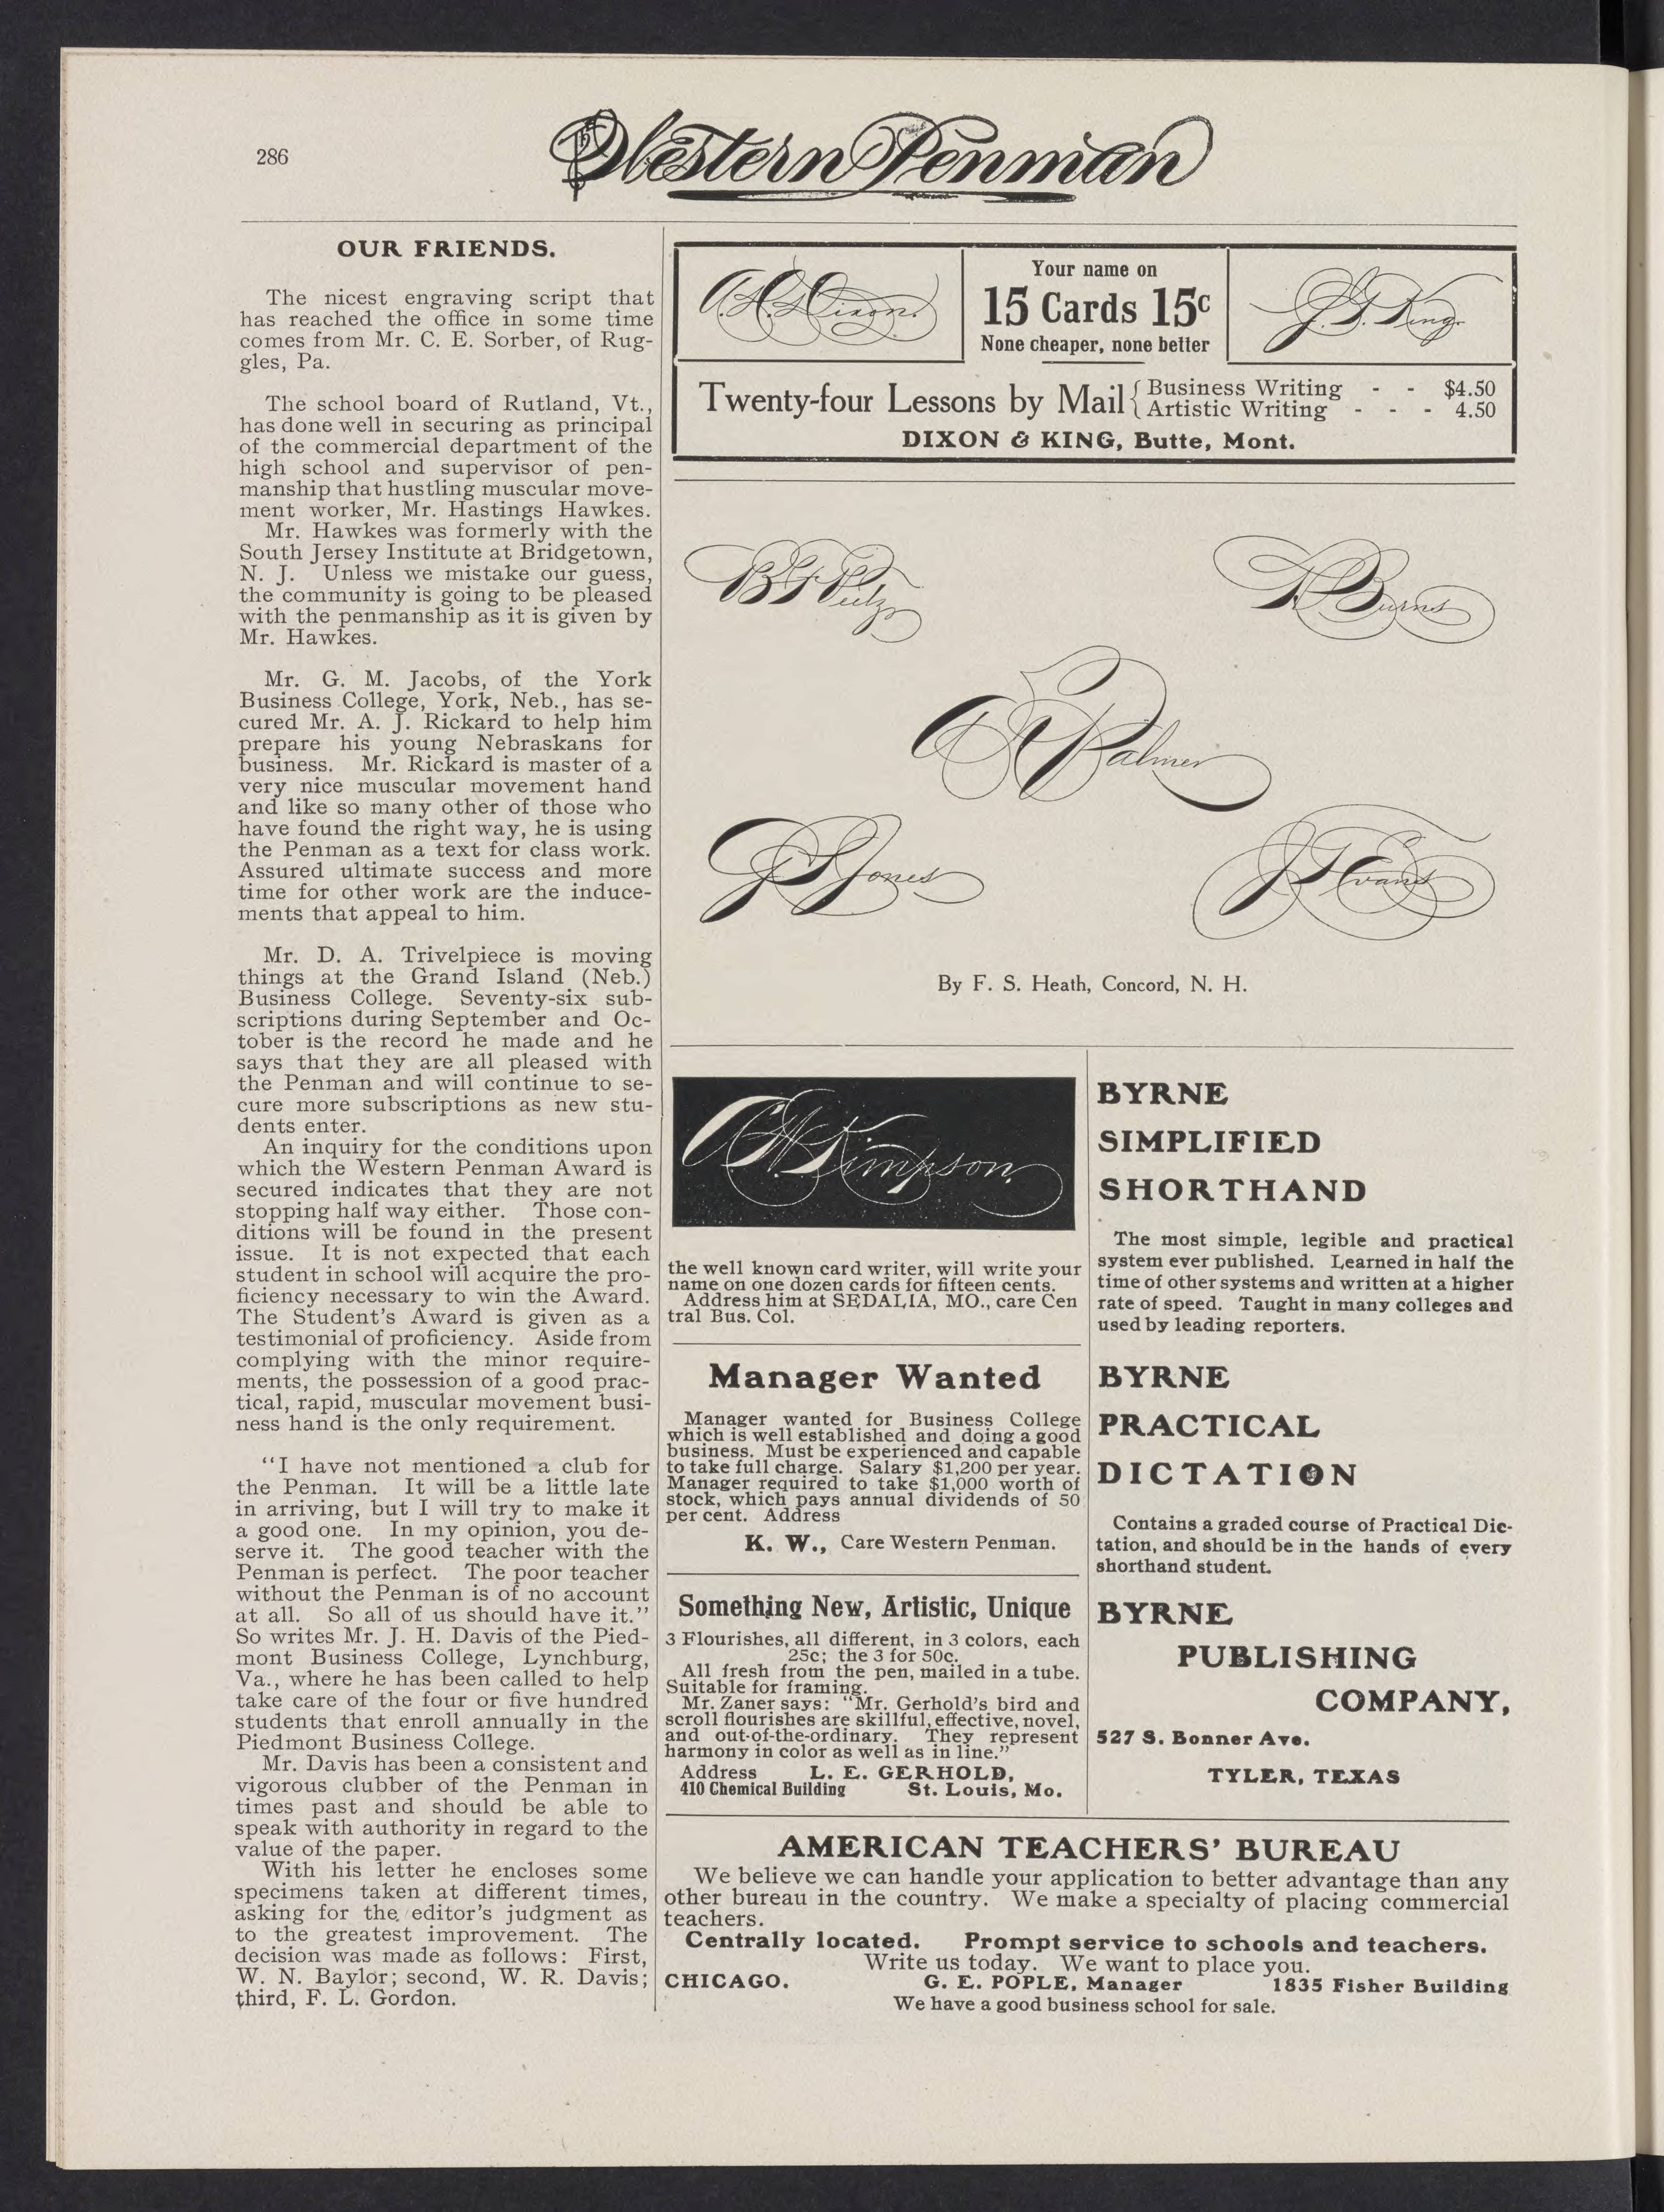 286
Western Penman
OUR FRIENDS.
The nicest engraving script that
has reached the office in some time
comes from Mr. C. E. Sorber, of Rug-
gles, Pa.
The school board of Rutland, Vt.,
has done well in securing as principal
of the commercial department of the
high school and supervisor of pen-
manship that hustling muscular move-
ment worker, Mr. Hastings Hawkes.
Mr. Hawkes was formerly with the
South Jersey Institute at Bridgetown,
N. J. Unless we mistake our guess,
the community is going to be pleased
with the penmanship as it is given by
Mr. Hawkes.
Mr. G. M. Jacobs, of the York
Business College, York, Neb., has se-
cured Mr. A. J. Rickard to help him
prepare his young Nebraskans for
business. Mr. Rickard is master of a
very nice muscular movement hand
and like so many other of those who
have found the right way, he is using
the Penman as a text for class work.
Assured ultimate success and more
time for other work are the induce-
ments that appeal to him.
Mr. D. A. Trivelpiece is moving
things at the Grand Island (Neb.)
Business College. Seventy-six sub-
scriptions during September and Oc-
tober is the record he made and he
says that they are all pleased with
the Penman and will continue to se-
cure more subscriptions as new stu-
dents enter.
An inquiry for the conditions upon
which the Western Penman Award is
secured indicates that they are not
stopping half way either. Those con-
ditions will be found in the present
issue. It is not expected that each
student in school will acquire the pro-
ficiency necessary to win the Award.
The Student's Award is given as a
testimonial of proficiency. Aside from
complying with the minor require-
ments, the possession of a good prac-
tical, rapid, muscular movement busi-
ness hand is the only requirement.
"I have not mentioned a club for
the Penman. It will be a little late
in arriving, but I will try to make it
a good one. In my opinion, you de-
serve it. The good teacher with the
Penman is perfect. The poor teacher
without the Penman is of no account
at all. So all of us should have it."
So writes Mr. J. H. Davis of the Pied-
mont Business College, Lynchburg,
Va., where he has been called to help
take care of the four or five hundred
students that enroll annually in the
Piedmont Business College.
Mr. Davis has been a consistent and
vigorous clubber of the Penman in
times past and should be able to
speak with authority in regard to the
value of the paper.
With his letter he encloses some
specimens taken at different times,
asking for the editor's judgment as
to the greatest improvement. The
decision was made as follows: First,
W. N. Baylor; second, W. R. Davis;
third, F. L. Gordon.
Dixon.
Your name on
15 Cards 15c
None cheaper, none better
J. G. King.
Twenty-four Lessons by Mail { Business Writing - - $4.50
Artistic Writing - - - 4.50
DIXON & KING, Butte, Mont.
Burns
Palmer
Jones
Evans
By F. S. Heath, Concord, N. H.
Simpson.
the well known card writer, will write your
name on one dozen cards for fifteen cents.
Address him at SEDALIA, MO., care Cen
tral Bus. Col.
Manager Wanted
Manager wanted for Business College
which is well established and doing a good
business. Must be experienced and capable
to take full charge. Salary $1,200 per year.
Manager required to take $1,000 worth of
stock, which pays annual dividends of 50
per cent. Address
K. W., Care Western Penman.
Something New, Artistic, Unique
3 Flourishes, all different, in 3 colors, each
25c; the 3 for 50c.
All fresh from the pen, mailed in a tube.
Suitable for framing.
Mr. Zaner says: "Mr. Gerhold's bird and
scroll flourishes are skillful, effective, novel,
and out-of-the-ordinary. They represent
harmony in color as well as in line."
Address L. E. GERHOLD,
410 Chemical Building St. Louis, Mo.
BYRNE
SIMPLIFIED
SHORTHAND
The most simple, legible and practical
system ever published. Learned in half the
time of other systems and written at a higher
rate of speed. Taught in many colleges and
used by leading reporters.
BYRNE
PRACTICAL
DICTATION
Contains a graded course of Practical Dic-
tation, and should be in the hands of every
shorthand student.
BYRNE
PUBLISHING
COMPANY,
527 S. Bonner Ave.
TYLER, TEXAS
AMERICAN TEACHERS' BUREAU
We believe we can handle your application to better advantage than any
other bureau in the country. We make a specialty of placing commercial
teachers.
Centrally located. Prompt service to schools and teachers.
Write us today. We want to place you.
CHICAGO. G. E. POPLE, Manager 1835 Fisher Building
We have a good business school for sale.